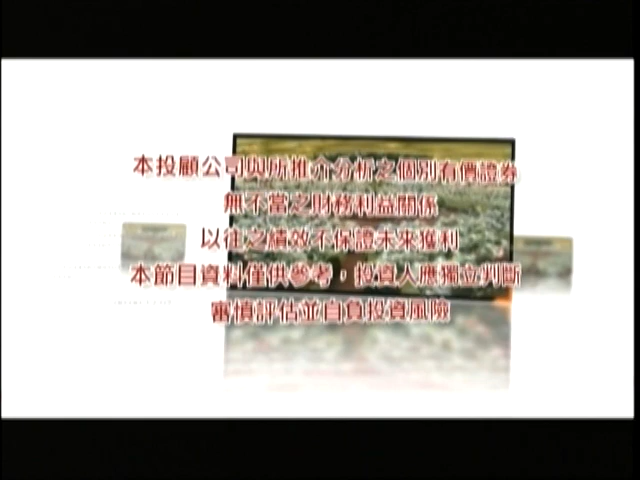 本投顧公司與所推介分析之個別有價證券
無不當之財務利益關係
以往之績效不保證未來獲利
本節目資料僅供參考，投資人應獨立判斷
審慎評估並自負投資風險